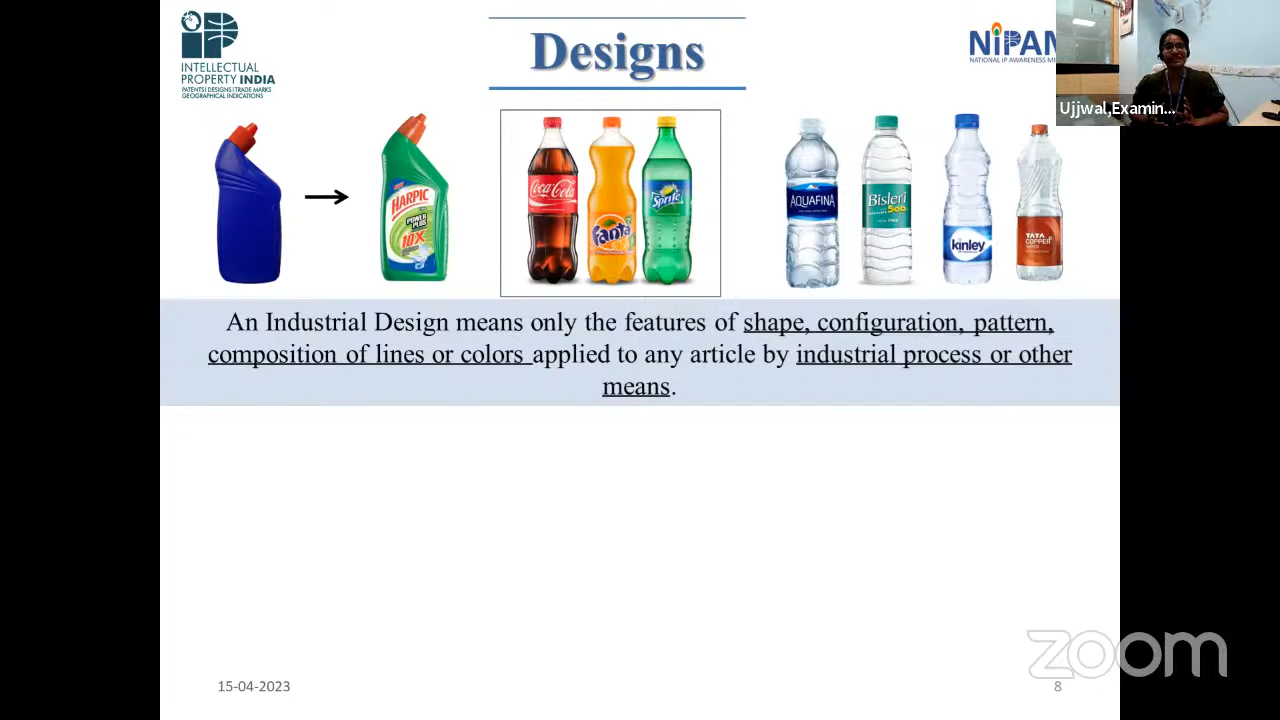 INTELLECTUAL
PROPERTY INDIA
PATENTS | DESIGNS | TRADE MARKS
GEOGRAPHICAL INDICATIONS
Designs
NiPAM
NATIONAL IP AWARENESS MI
Ujjwal,Examin...
HARPIC
POWER
PLUS
10X
Coca-Cola
Fanta
Sprite
AQUAFINA
Bisleri
500
kinley
TATA
COPPER
An Industrial Design means only the features of shape, configuration, pattern,
composition of lines or colors applied to any article by industrial process or other
means.
zoom
15-04-2023
8